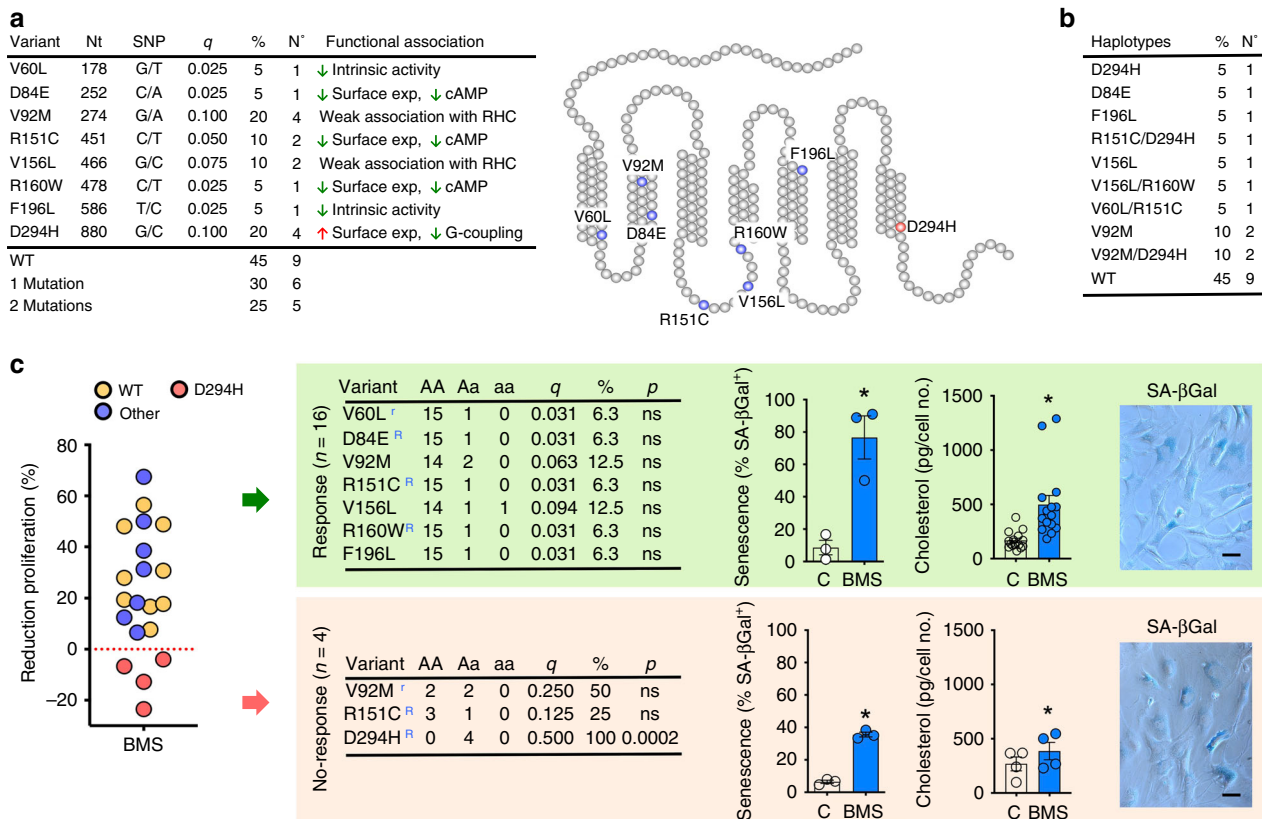 a
Variant Nt SNP q % N°  Functional association
V60L 178 G/T 0.025 5 1 ↓ Intrinsic activity
D84E 252 C/A 0.025 5 1 ↓ Surface exp, ↓ cAMP
V92M 274 G/A 0.100 20 4 Weak association with RHC
R151C 451 C/T 0.050 10 2 ↓ Surface exp, ↓ cAMP
V156L 466 G/C 0.075 10 2 Weak association with RHC
R160W 478 C/T 0.025 5 1 ↓ Surface exp, ↓ cAMP
F196L 586 T/C 0.025 5 1 ↓ Intrinsic activity
D294H 880 G/C 0.100 20 4 ↑ Surface exp, ↓ G-coupling
WT 45 9
1 Mutation 30 6
2 Mutations 25 5
V92M
F196L
V60L
D84E
R160W
D294H
V156L
R151C
b
Haplotypes % N°
D294H 5 1
D84E 5 1
F196L 5 1
R151C/D294H 5 1
V156L 5 1
V156L/R160W 5 1
V60L/R151C 5 1
V92M 10 2
V92M/D294H 10 2
WT 45 9
c
WT D294H
Other
Reduction proliferation (%)
80
60
40
20
0
−20
BMS
Response (n = 16)
Variant AA Aa aa q % p
V60L r 15 1 0 0.031 6.3 ns
D84E R 15 1 0 0.031 6.3 ns
V92M 14 2 0 0.063 12.5 ns
R151C R 15 1 0 0.031 6.3 ns
V156L 14 1 1 0.094 12.5 ns
R160W R 15 1 0 0.031 6.3 ns
F196L 15 1 0 0.031 6.3 ns
Senescence (% SA-βGal+)
100
80
60
40
20
0
*
C BMS
Cholesterol (pg/cell no.)
1500
1000
500
0
*
C BMS
SA-βGal
No-response (n = 4)
Variant AA Aa aa q % p
V92M r 2 2 0 0.250 50 ns
R151C R 3 1 0 0.125 25 ns
D294H R 0 4 0 0.500 100 0.0002
Senescence (% SA-βGal+)
100
80
60
40
20
0
*
C BMS
Cholesterol (pg/cell no.)
1500
1000
500
0
*
C BMS
SA-βGal